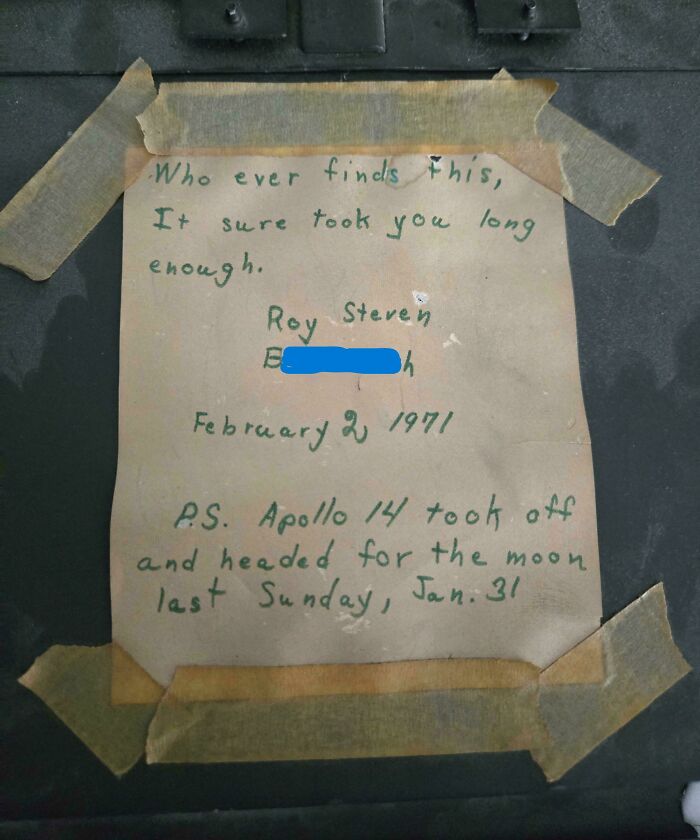 Who ever finds this,
It sure took you long
enough.
Roy Steven
B h
February 2, 1971
P.S. Apollo 14 took off
and headed for the moon
last Sunday, Jan. 31